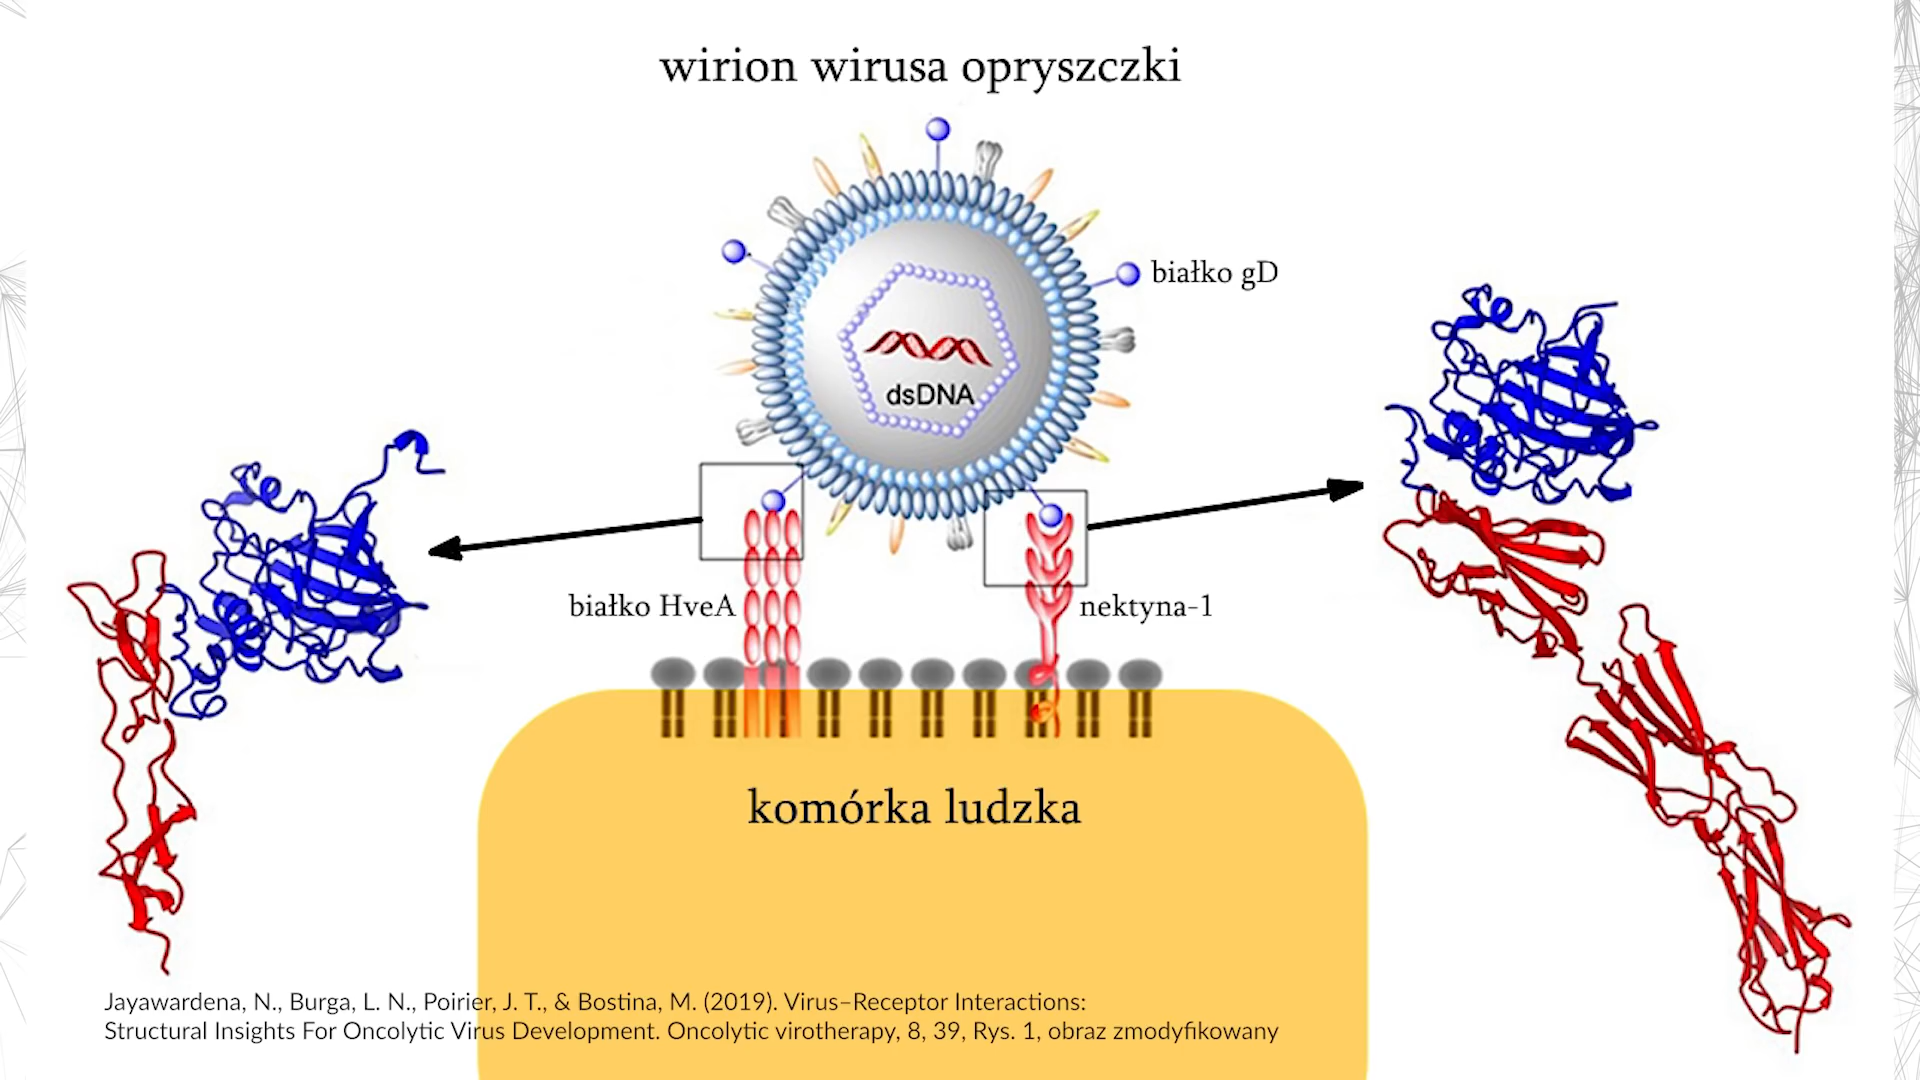 wirion wirusa opryszczki
białko gD
dsDNA
białko HveA
nektyna-1
komórka ludzka
Jayawardena, N., Burga, L. N., Poirier, J. T., & Bostina, M. (2019). Virus–Receptor Interactions:
Structural Insights For Oncolytic Virus Development. Oncolytic virotherapy, 8, 39, Rys. 1, obraz zmodyfikowany